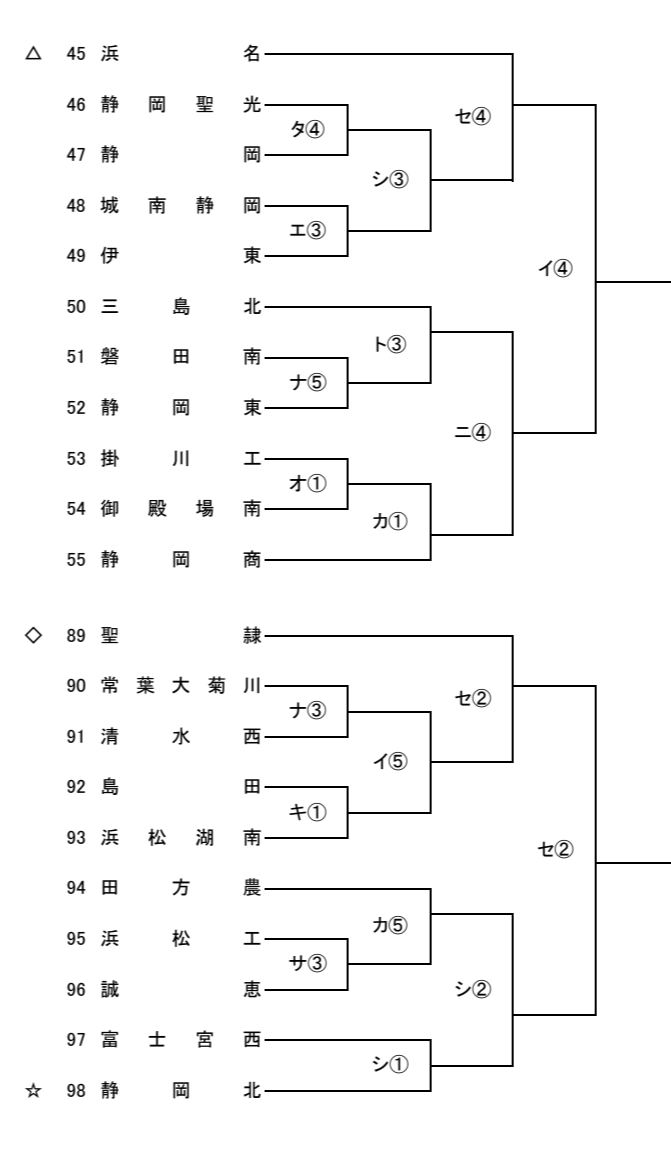 △ 45 浜名
46 静岡聖光
セ④
タ④
47 静岡
シ③
48 城南静岡
エ③
49 伊東
イ④
50 三島北
ト③
51 磐田南
ナ⑤
52 静岡東
ニ④
53 掛川工
オ①
54 御殿場南
カ①
55 静岡商
◇ 89 聖隷
90 常葉大菊川
セ②
ナ③
91 清水西
イ⑤
92 島田
キ①
93 浜松湖南
セ②
94 田方農
カ⑤
95 浜松工
サ③
96 誠恵
シ②
97 富士宮西
シ①
☆ 98 静岡北